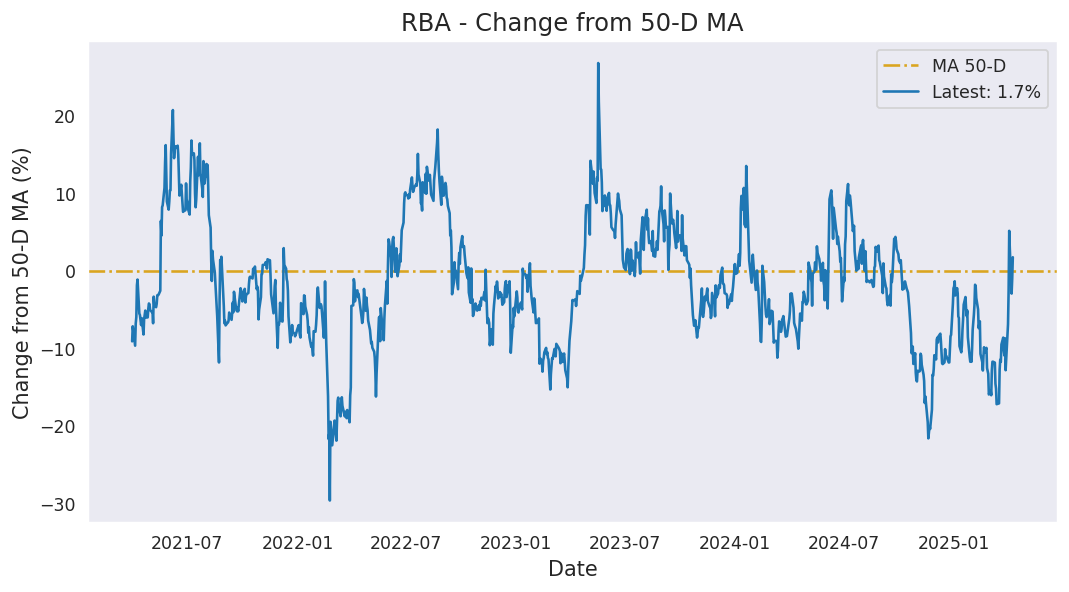 RBA - Change from 50-D MA
MA 50-D
Latest: 1.7%
Change from 50-D MA (%)
20
10
0
−10
−20
−30
2021-07
2022-01
2022-07
2023-01
2023-07
2024-01
2024-07
2025-01
Date